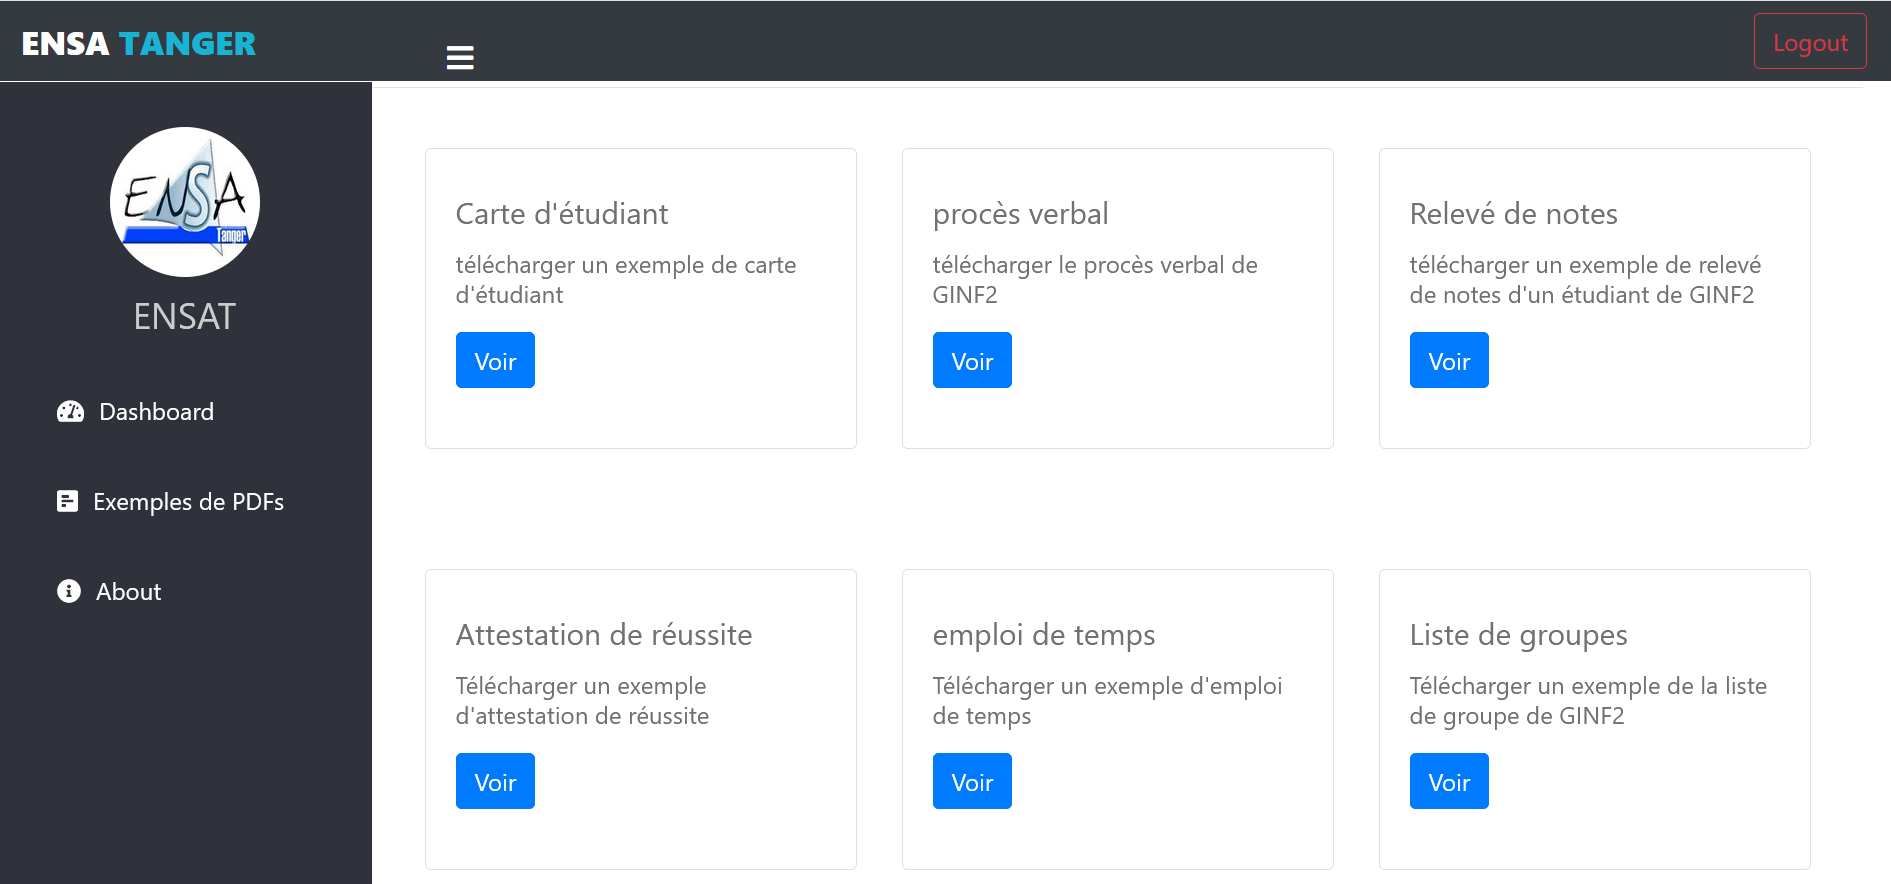 ENSA TANGER
Logout
ENSA
Tanger
ENSAT
Dashboard
Exemples de PDFs
About
Carte d'étudiant
télécharger un exemple de carte
d'étudiant
Voir
procès verbal
télécharger le procès verbal de
GINF2
Voir
Relevé de notes
télécharger un exemple de relevé
de notes d'un étudiant de GINF2
Voir
Attestation de réussite
Télécharger un exemple
d'attestation de réussite
Voir
emploi de temps
Télécharger un exemple d'emploi
de temps
Voir
Liste de groupes
Télécharger un exemple de la liste
de groupe de GINF2
Voir